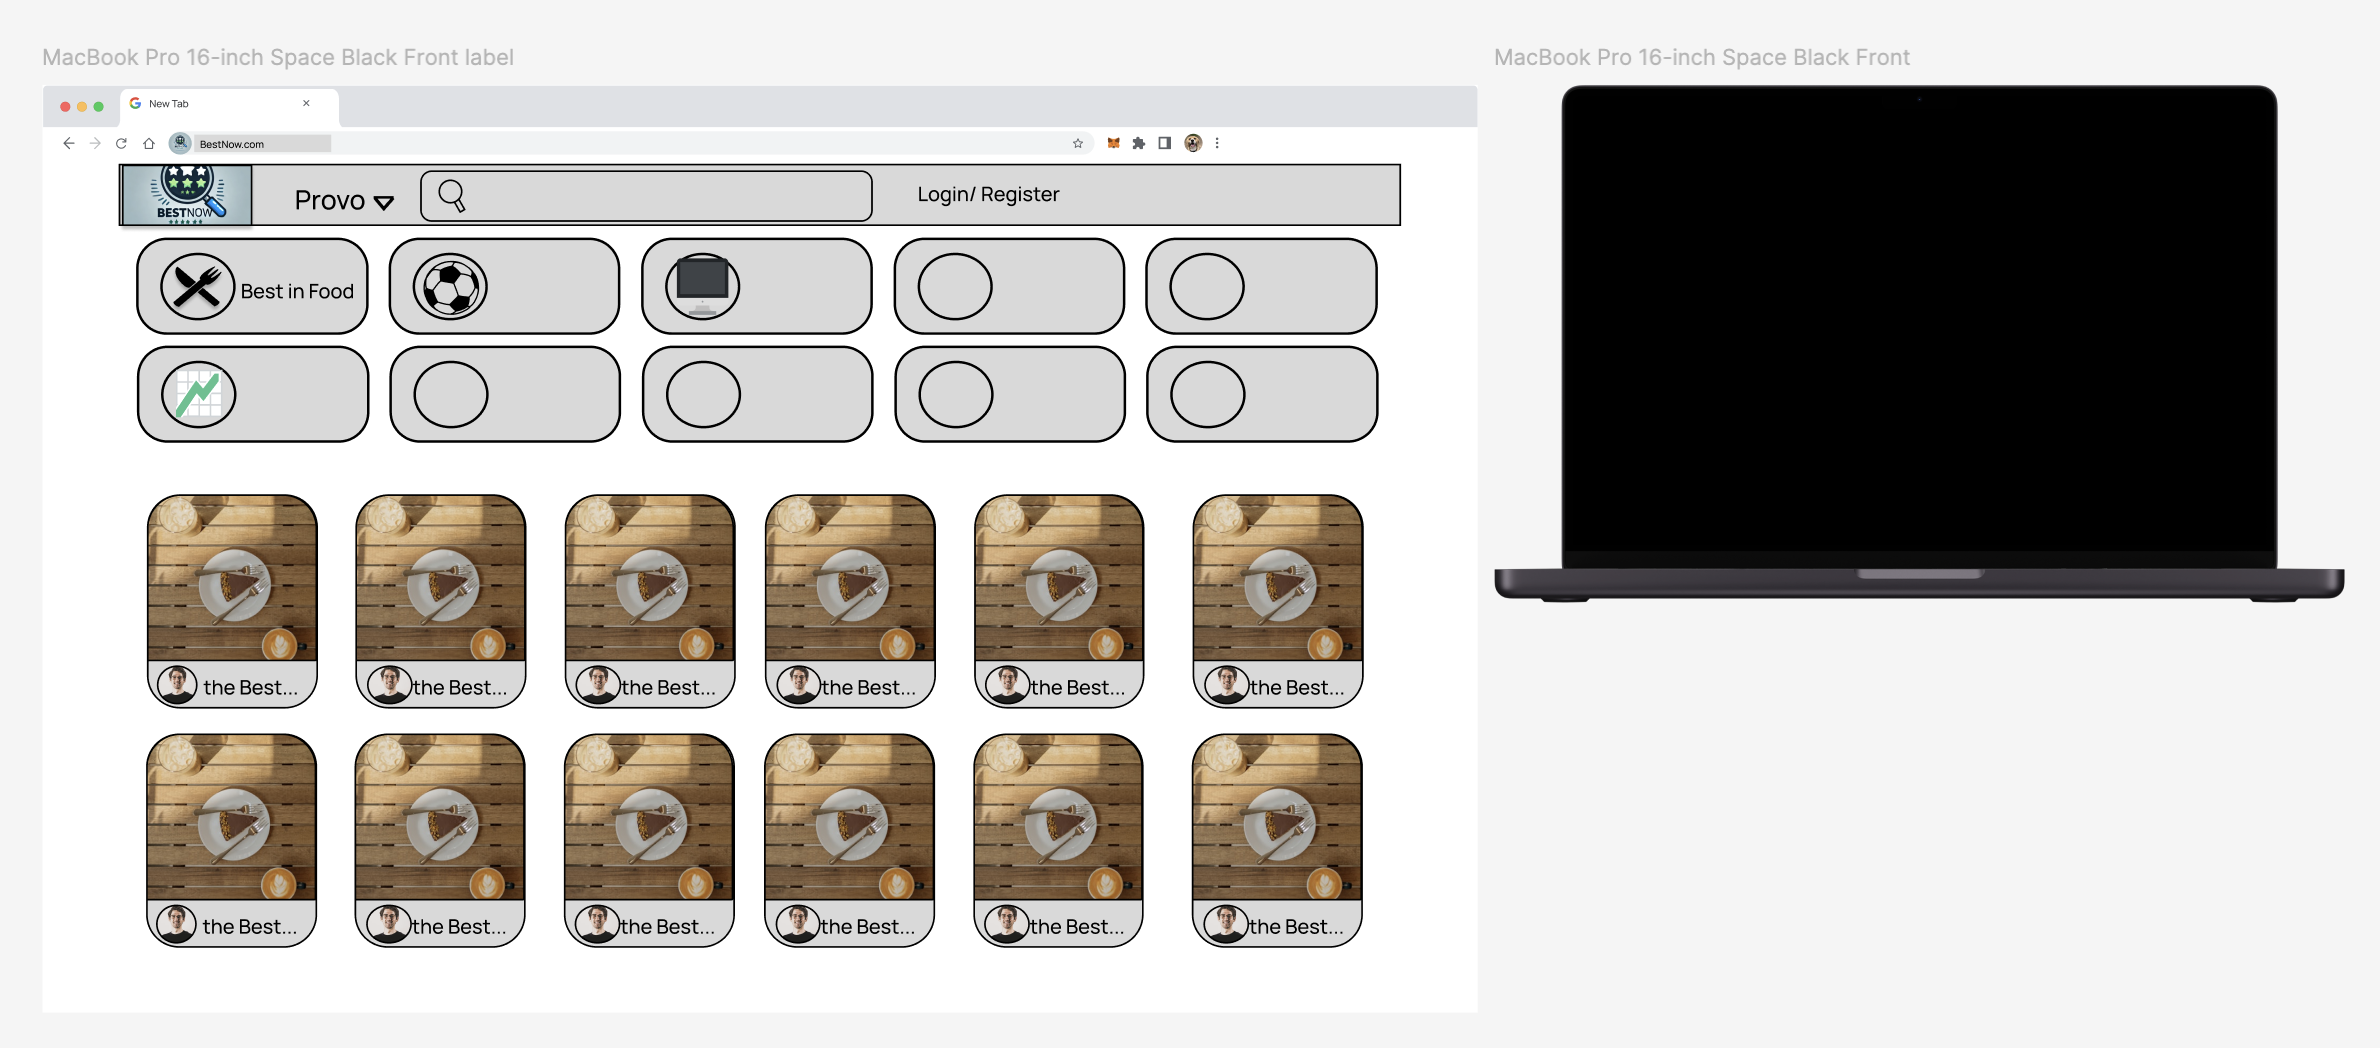 MacBook Pro 16-inch Space Black Front label
MacBook Pro 16-inch Space Black Front
New Tab
BestNow.com
BESTNOW
Provo
Login/ Register
Best in Food
the Best...
the Best...
the Best...
the Best...
the Best...
the Best...
the Best...
the Best...
the Best...
the Best...
the Best...
the Best...